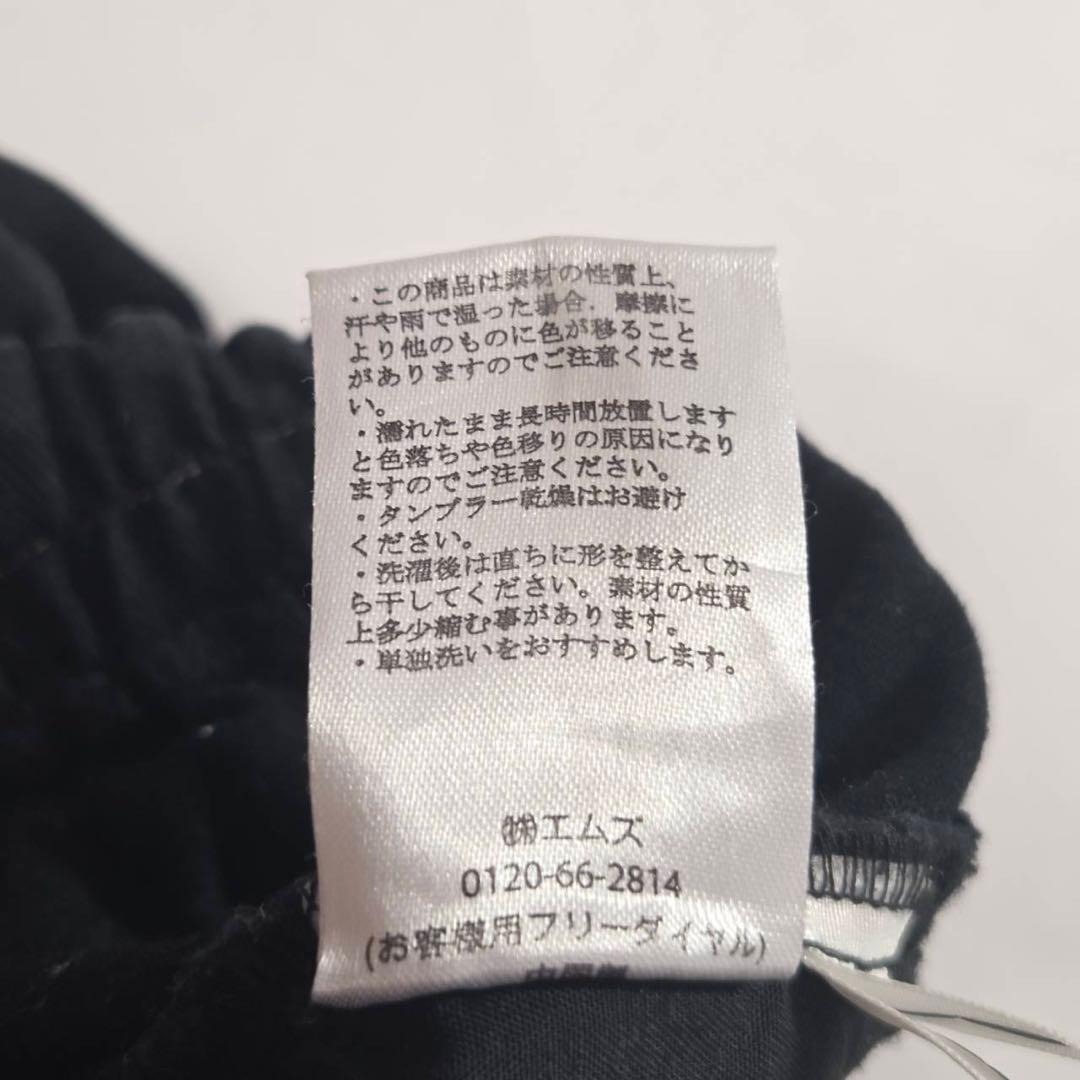 ・この商品は素材の性質上、
汗や雨で湿った場合、摩擦に
より他のものに色が移ること
がありますのでご注意くださ
い。
・濡れたまま長時間放置します
と色落ちや色移りの原因になり
ますのでご注意ください。
・タンブラー乾燥はお避け
ください。
・洗濯後は直ちに形を整えてか
ら干してください。素材の性質
上多少縮む事があります。
・単独洗いをおすすめします。
㈱エムズ
0120-66-2814
(お客様用フリーダイヤル)
中国製